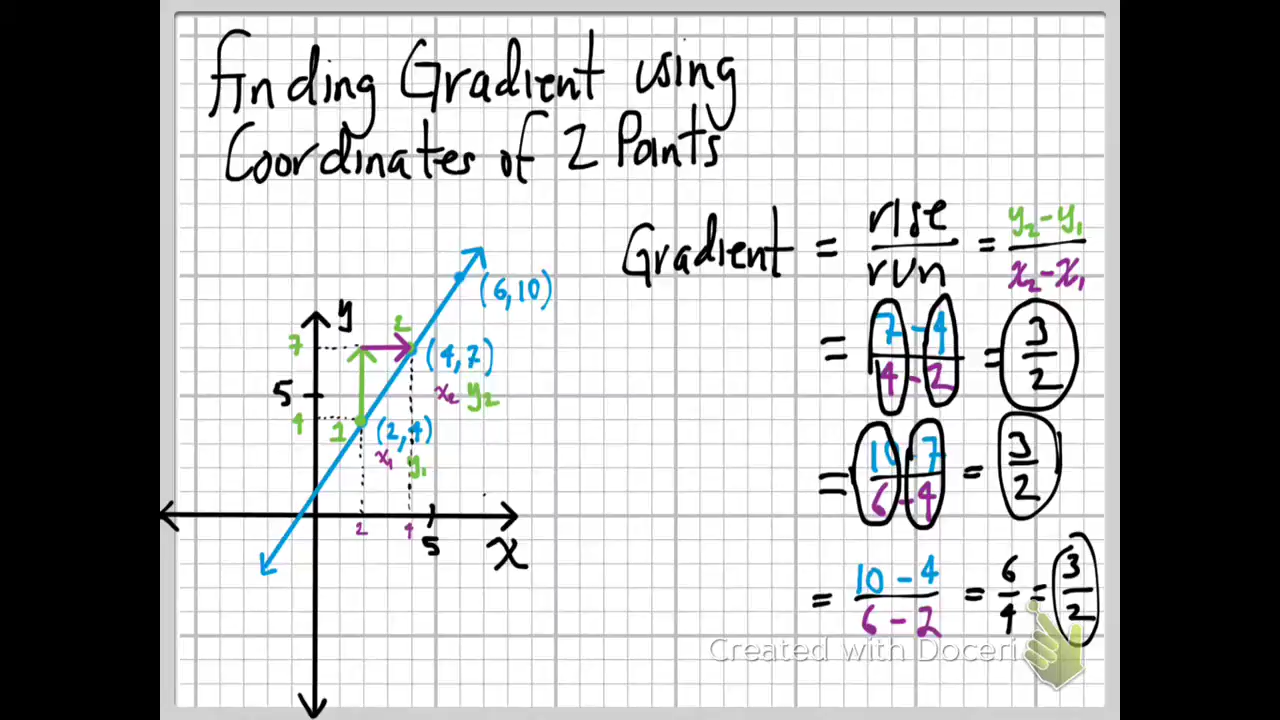 Finding Gradient using
Coordinates of 2 Points
Gradient = rise/run = y₂-y₁/x₂-x₁
= 7-4/4-2 = 3/2
= 10-7/6-4 = 3/2
= 10-4/6-2 = 6/4 = 3/2
(6,10)
y
7
2
(4,7)
x₂ y₂
5
4
1
(2,4)
x₁ y₁
2
4
5
x
Created with Doceri